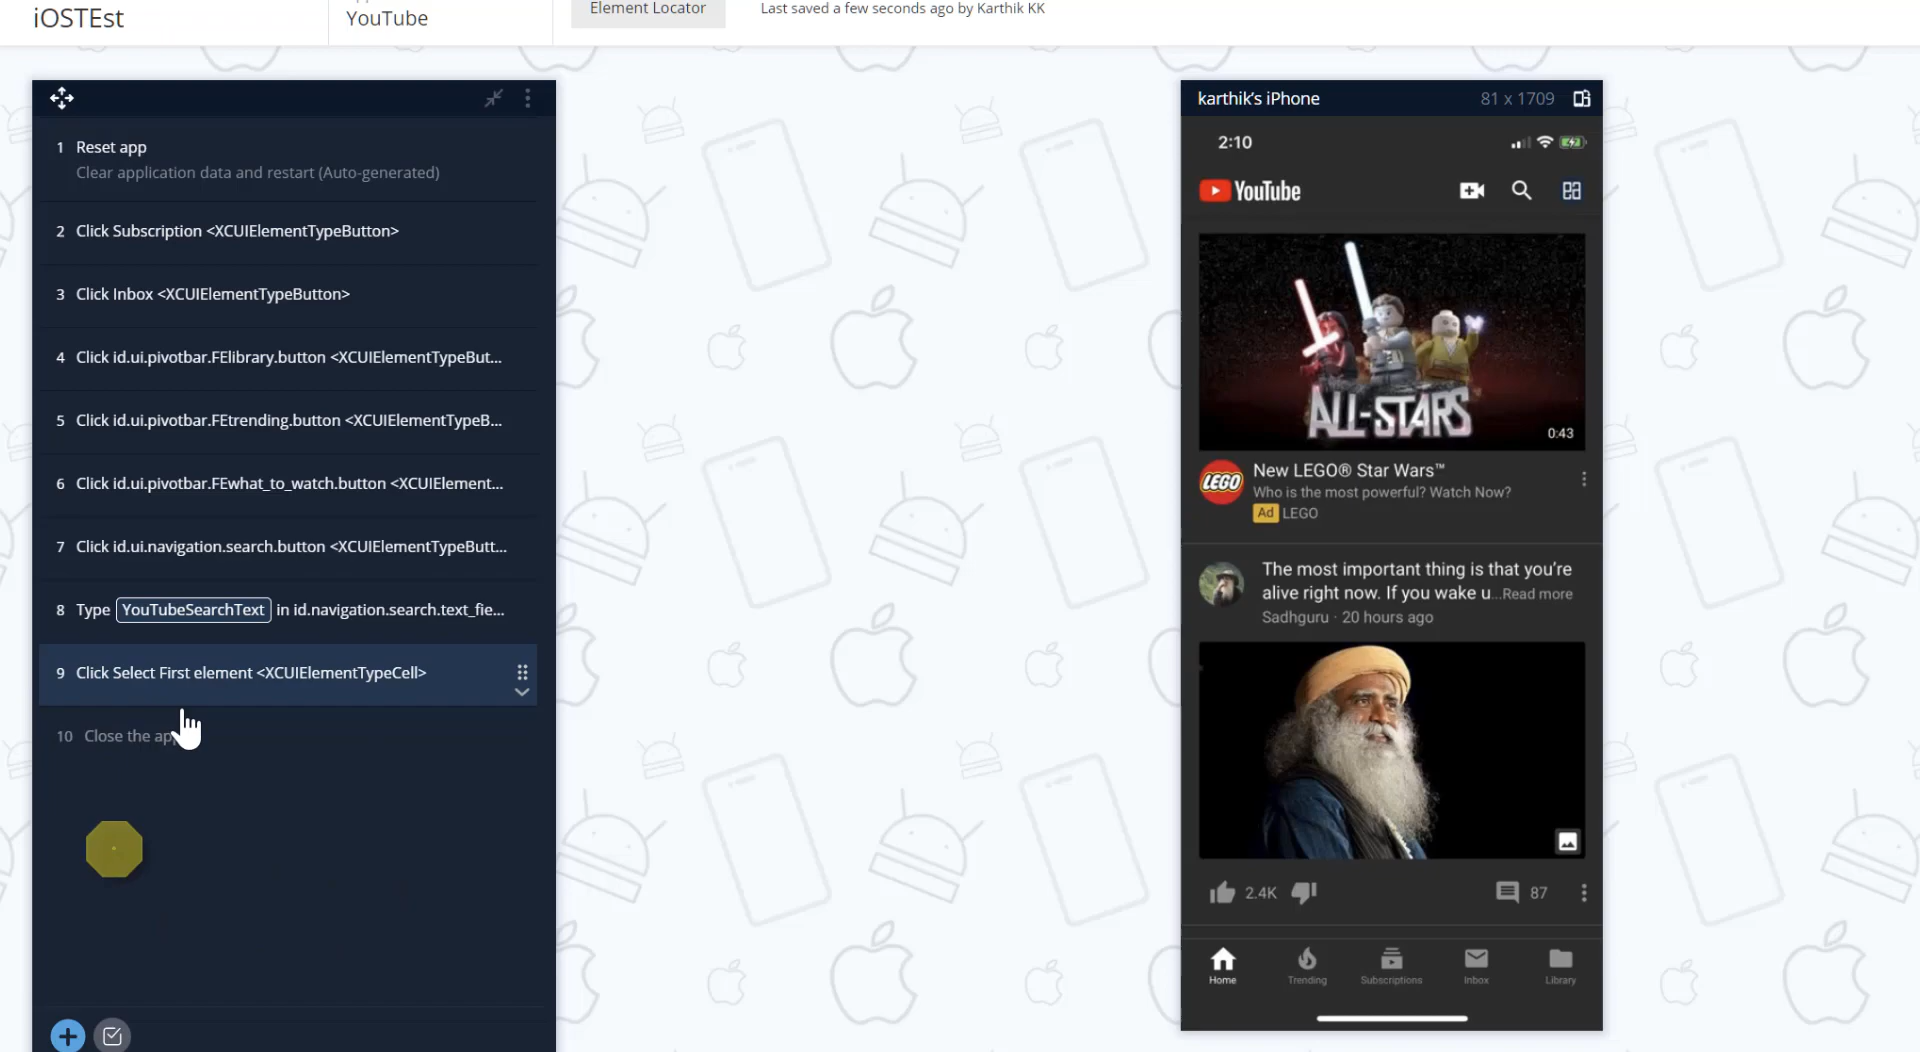 iOSTEst
YouTube
Element Locator
Last saved a few seconds ago by Karthik KK
1 Reset app
Clear application data and restart (Auto-generated)
2 Click Subscription <XCUIElementTypeButton>
3 Click Inbox <XCUIElementTypeButton>
4 Click id.ui.pivotbar.FElibrary.button <XCUIElementTypeBut...
5 Click id.ui.pivotbar.FEtrending.button <XCUIElementTypeB...
6 Click id.ui.pivotbar.FEwhat_to_watch.button <XCUIElement...
7 Click id.ui.navigation.search.button <XCUIElementTypeButt...
8 Type YouTubeSearchText in id.navigation.search.text_fie...
9 Click Select First element <XCUIElementTypeCell>
10 Close the ap
karthik's iPhone 81 x 1709
2:10
YouTube
ALL-STARS
0:43
LEGO
New LEGO® Star Wars™
Who is the most powerful? Watch Now?
Ad LEGO
The most important thing is that you're
alive right now. If you wake u...Read more
Sadhguru · 20 hours ago
2.4K 87
Home Trending Subscriptions Inbox Library